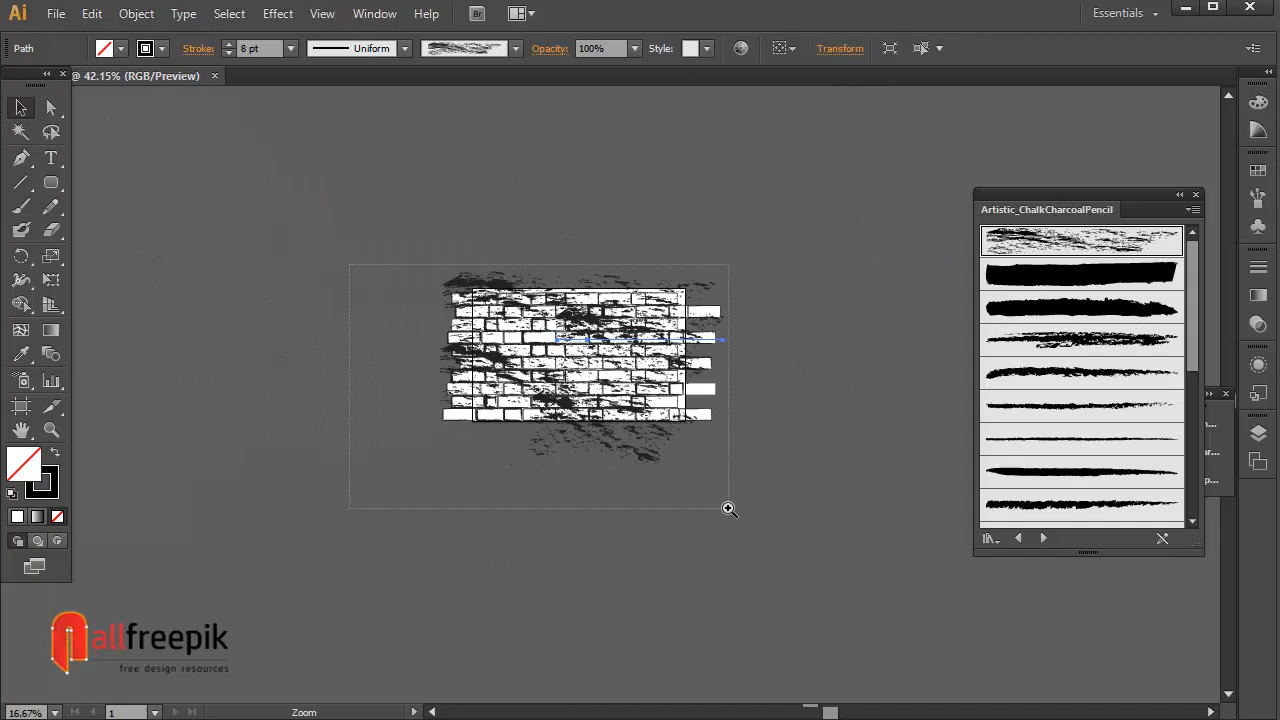 Ai File Edit Object Type Select Effect View Window Help Br Essentials
Path Stroke: 8 pt Uniform Opacity: 100% Style: Transform
@ 42.15% (RGB/Preview)
Artistic_ChalkCharcoalPencil
ar...
p...
allfreepik
free design resources
16.67% 1 Zoom